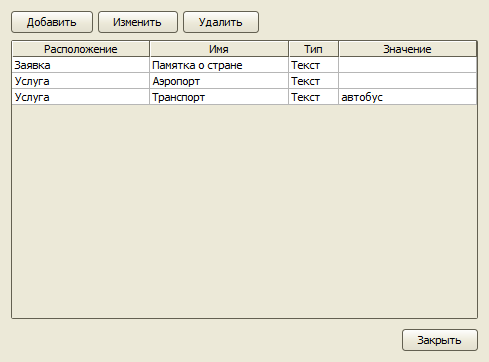 Добавить Изменить Удалить
Расположение Имя Тип Значение
Заявка Памятка о стране Текст
Услуга Аэропорт Текст
Услуга Транспорт Текст автобус
Закрыть